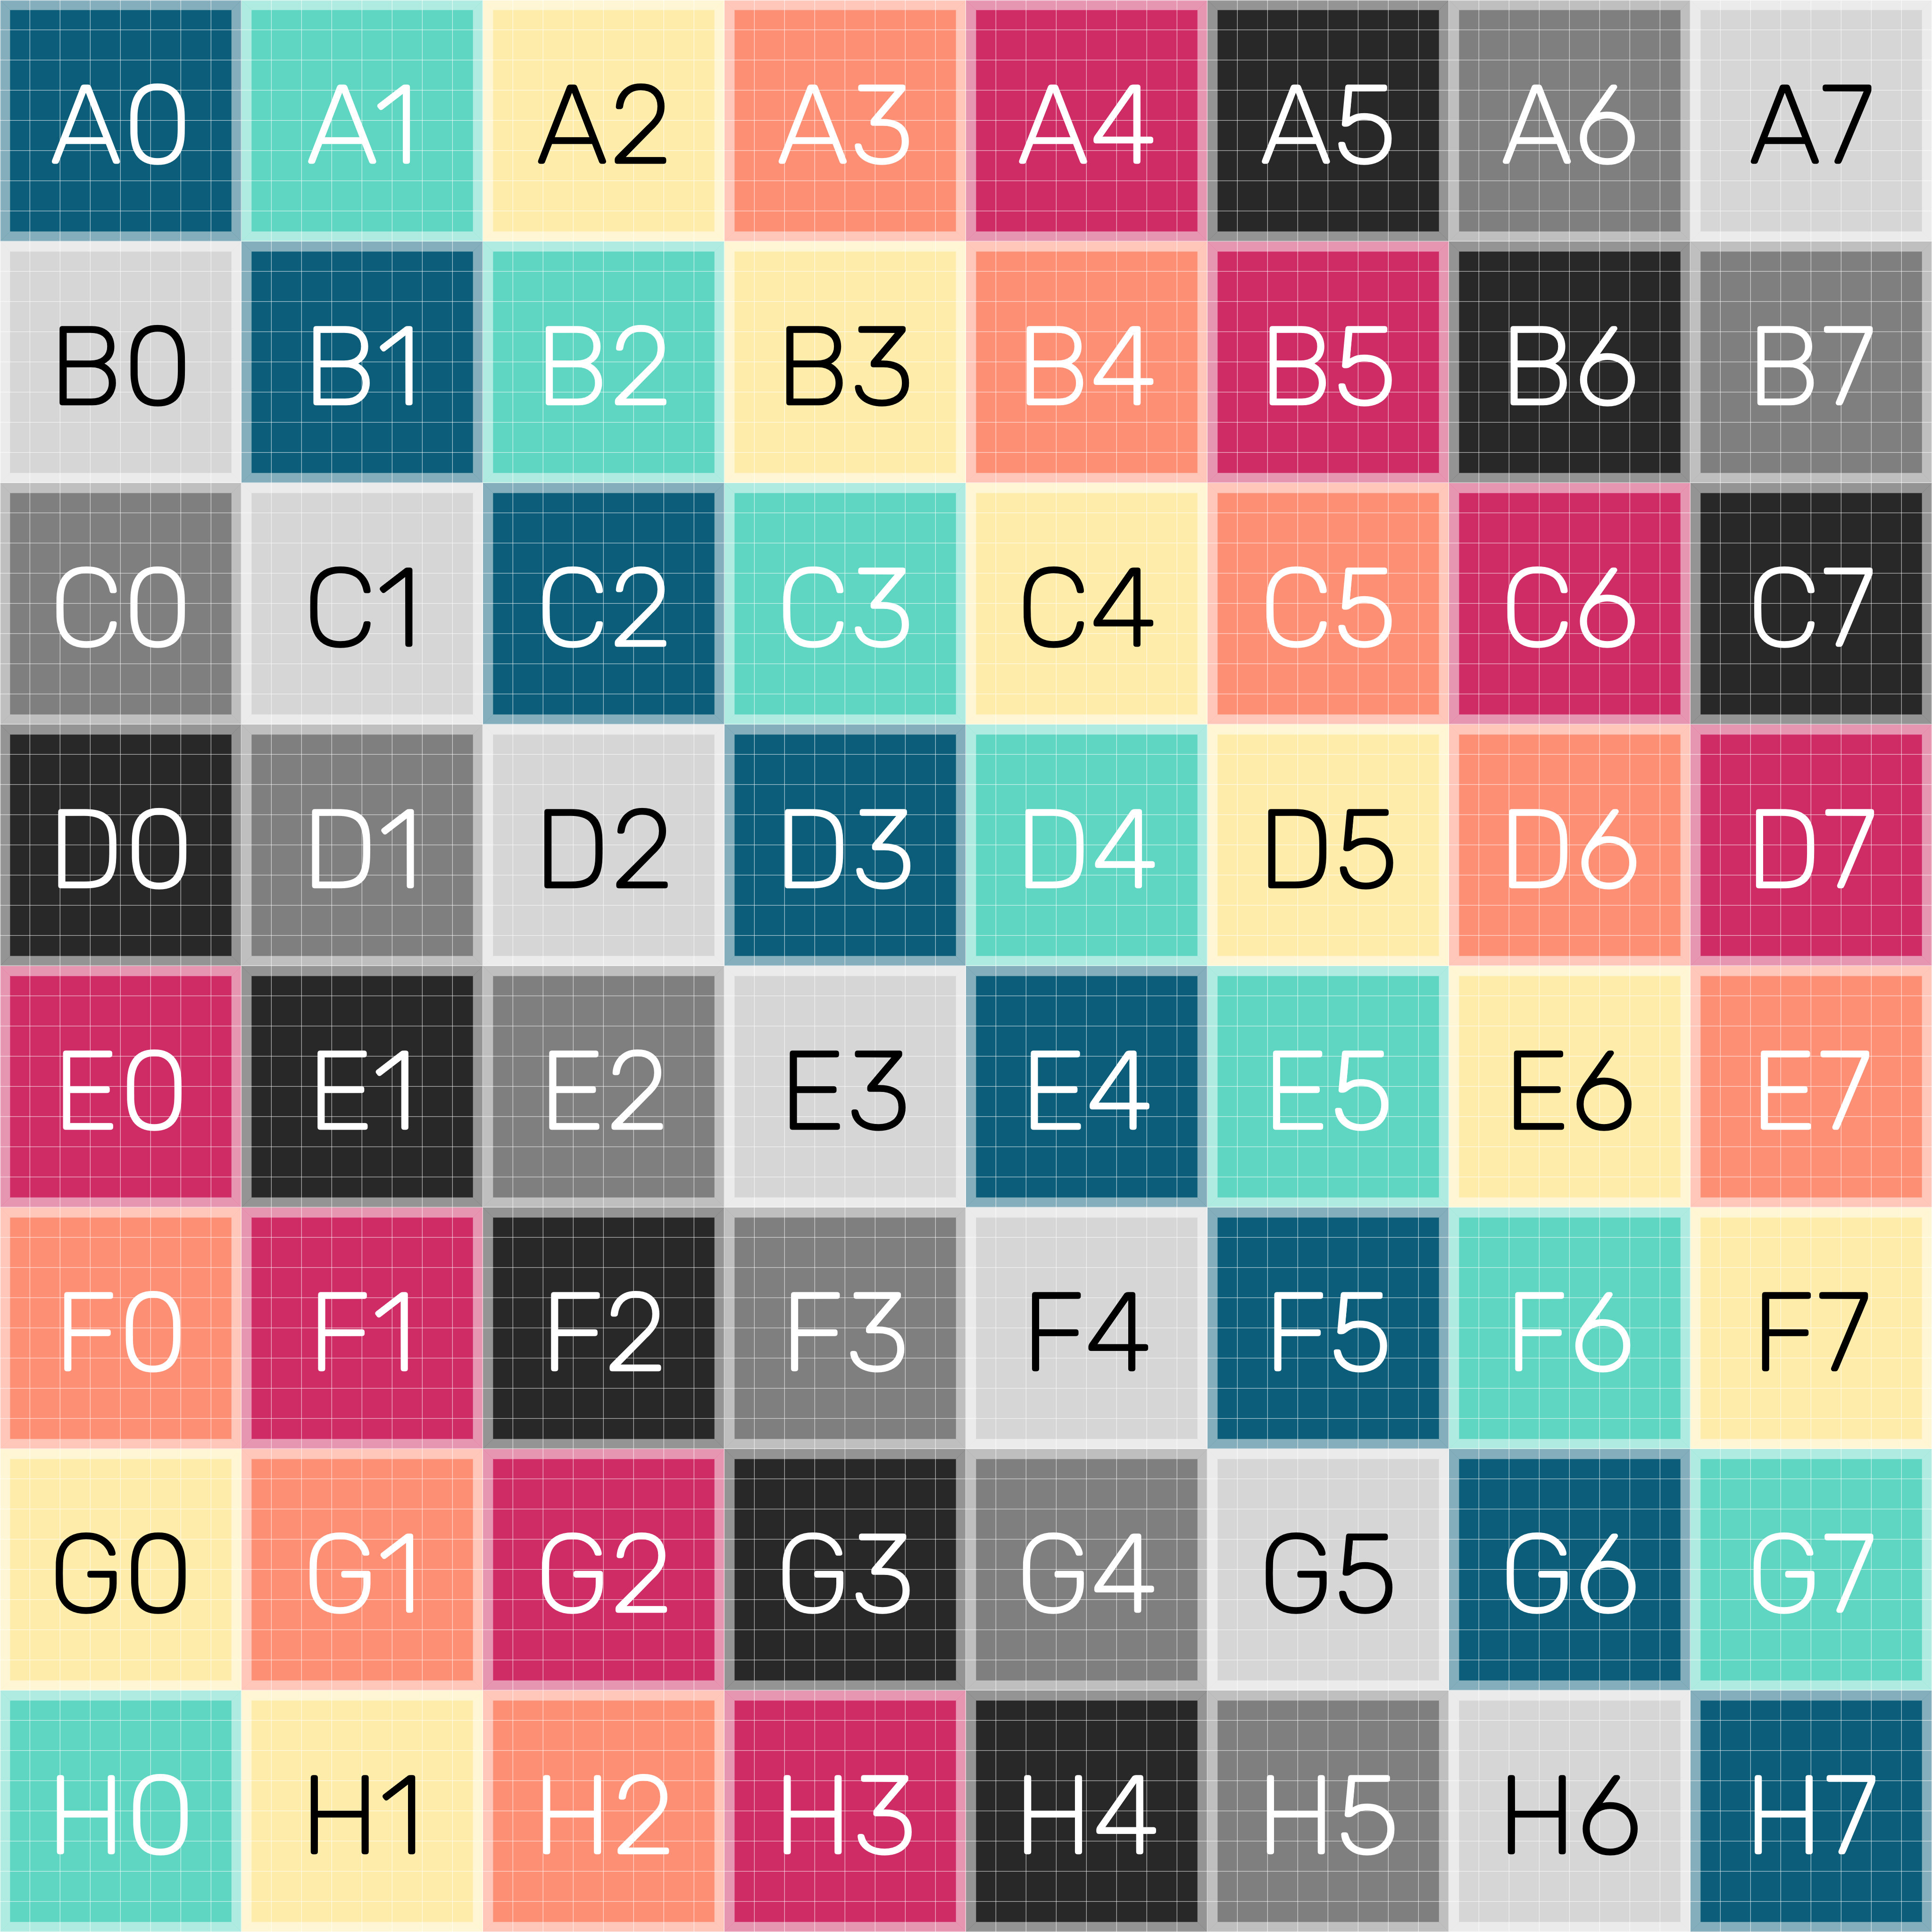 A0 A1 A2 A3 A4 A5 A6 A7
B0 B1 B2 B3 B4 B5 B6 B7
C0 C1 C2 C3 C4 C5 C6 C7
D0 D1 D2 D3 D4 D5 D6 D7
E0 E1 E2 E3 E4 E5 E6 E7
F0 F1 F2 F3 F4 F5 F6 F7
G0 G1 G2 G3 G4 G5 G6 G7
H0 H1 H2 H3 H4 H5 H6 H7